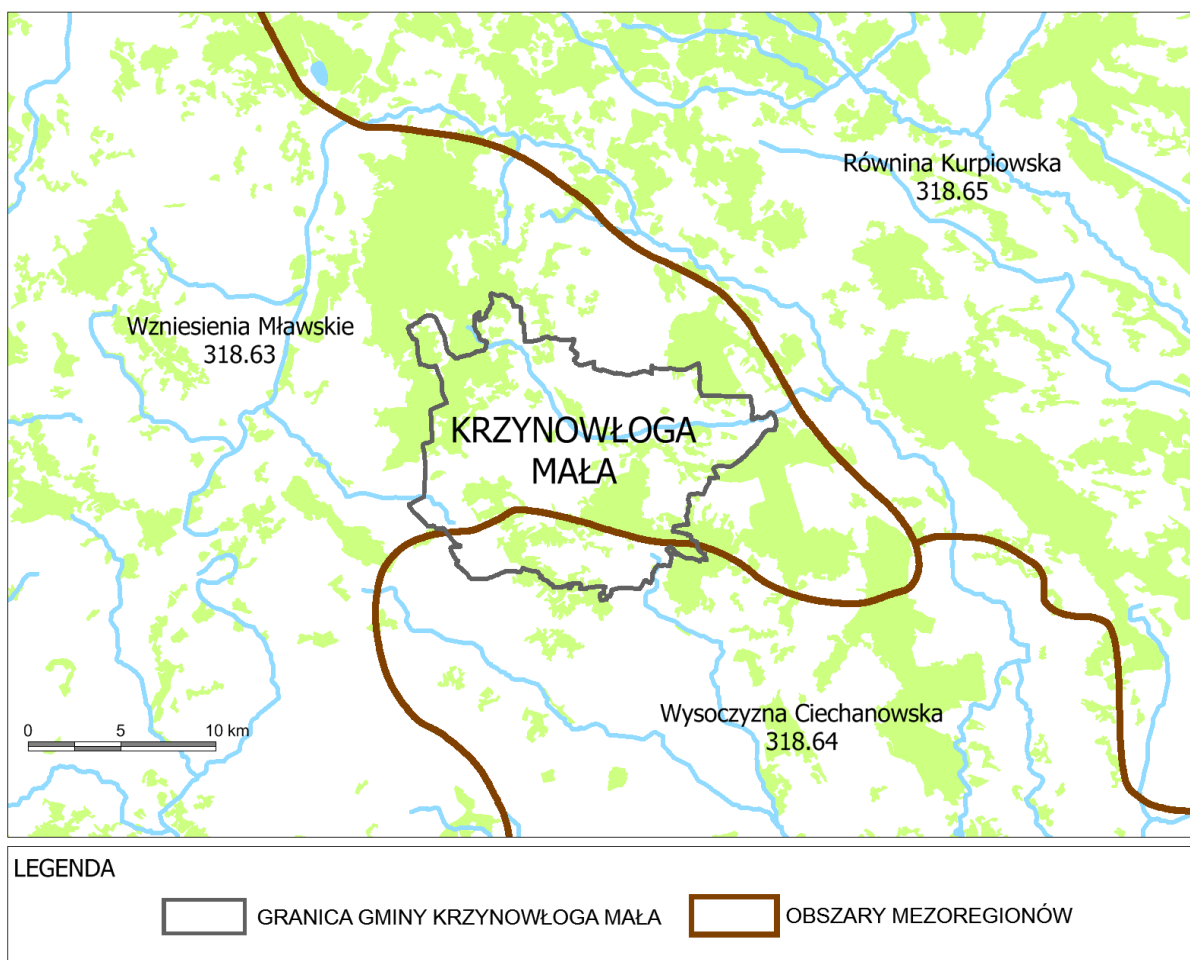 Równina Kurpiowska
318.65
Wzniesienia Mławskie
318.63
KRZYNOWŁOGA
MAŁA
Wysoczyzna Ciechanowska
318.64
0 5 10 km
LEGENDA
GRANICA GMINY KRZYNOWŁOGA MAŁA
OBSZARY MEZOREGIONÓW